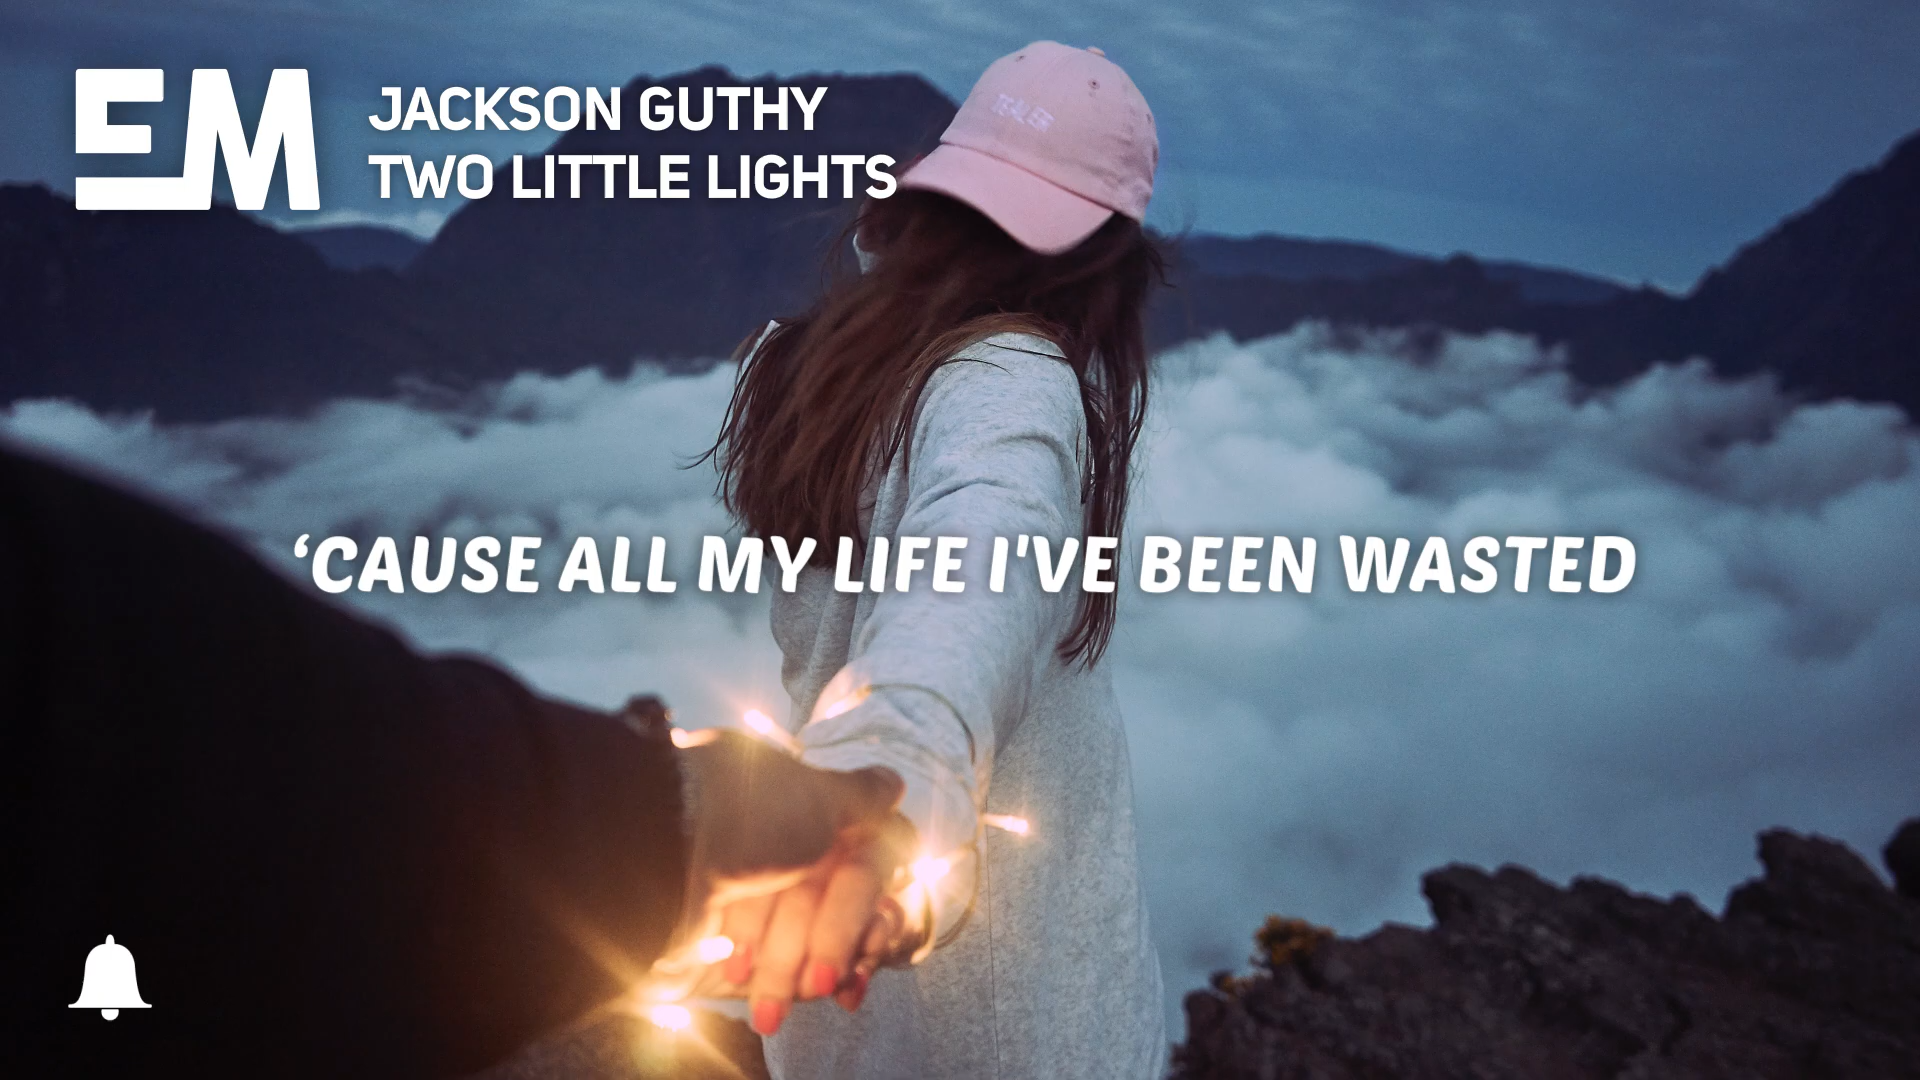 EM
JACKSON GUTHY
TWO LITTLE LIGHTS
‘CAUSE ALL MY LIFE I'VE BEEN WASTED